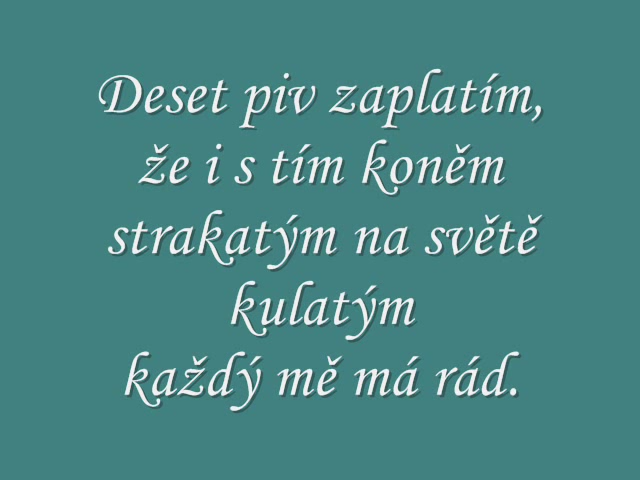 Deset piv zaplatím,
že i s tím koněm
strakatým na světě
kulatým
každý mě má rád.